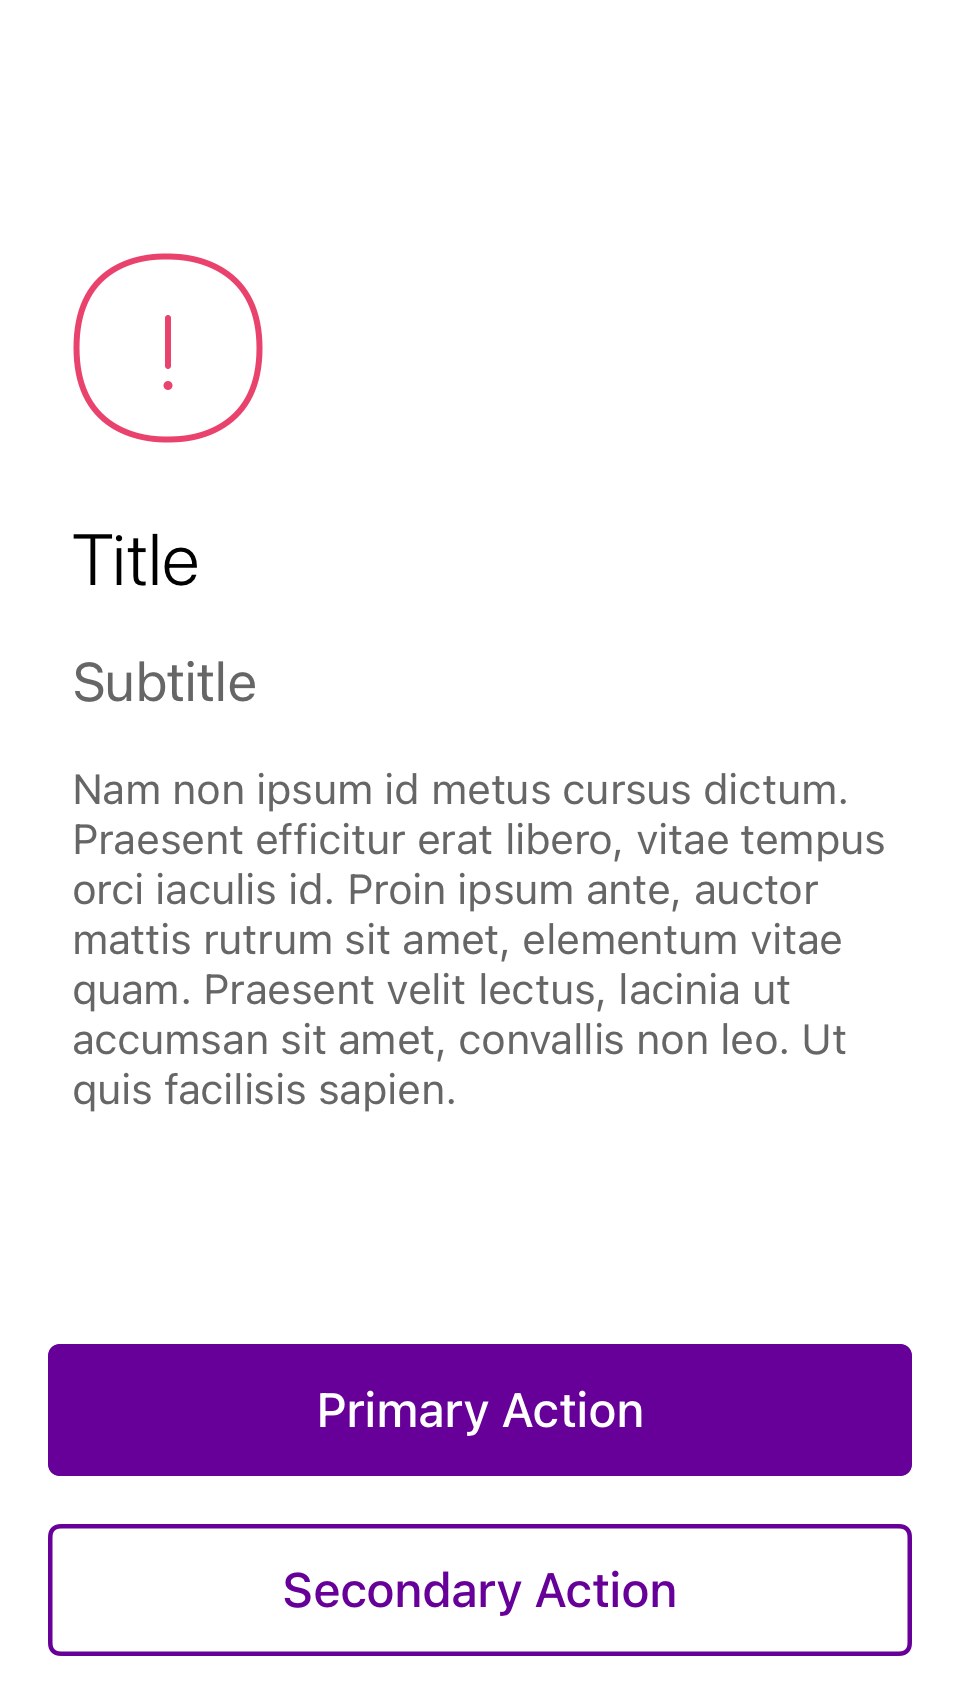 Title
Subtitle
Nam non ipsum id metus cursus dictum.
Praesent efficitur erat libero, vitae tempus
orci iaculis id. Proin ipsum ante, auctor
mattis rutrum sit amet, elementum vitae
quam. Praesent velit lectus, lacinia ut
accumsan sit amet, convallis non leo. Ut
quis facilisis sapien.
Primary Action
Secondary Action